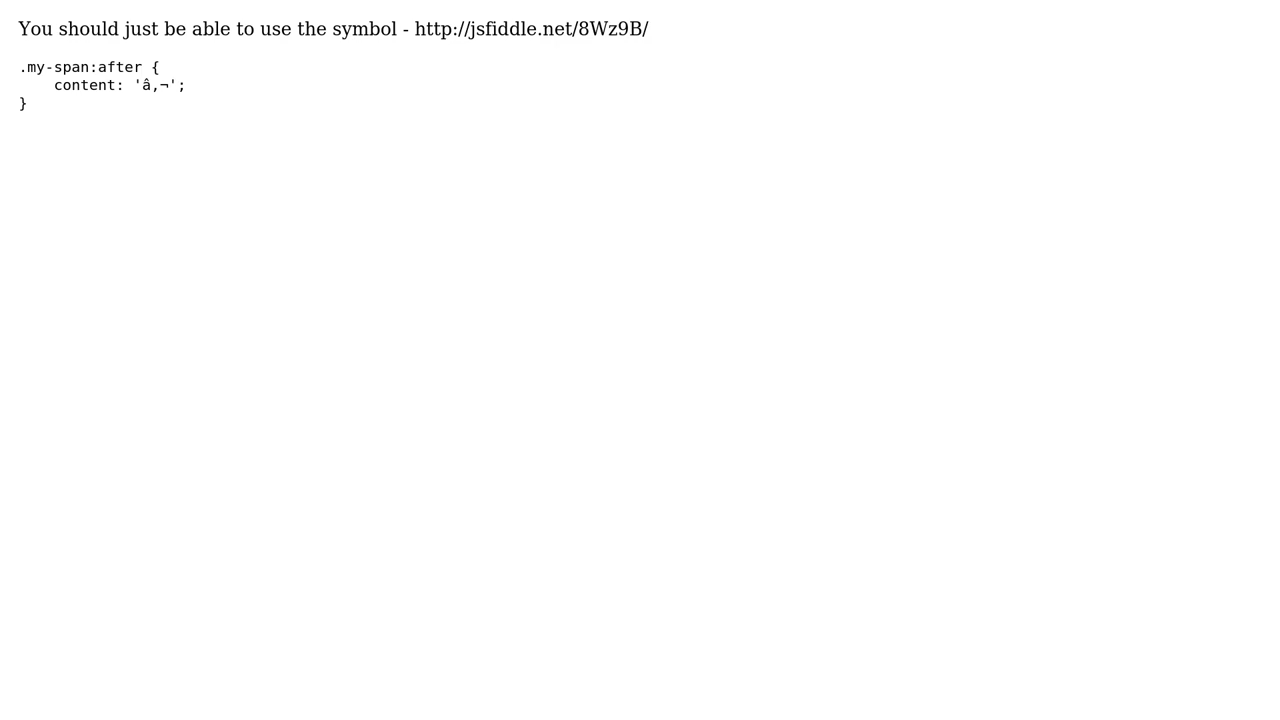 You should just be able to use the symbol - http://jsfiddle.net/8Wz9B/
.my-span:after {
    content: 'â‚¬';
}